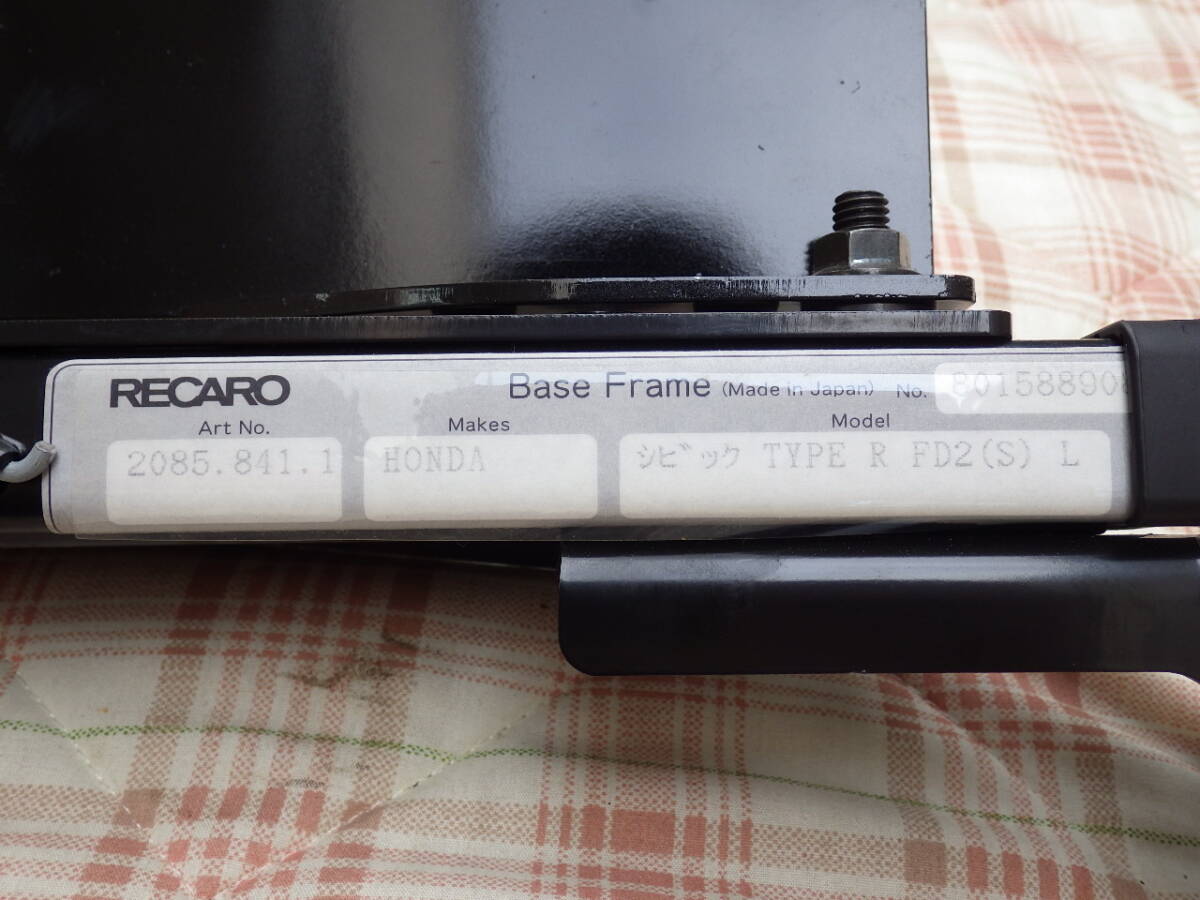 RECARO Base Frame (Made in Japan) No. 801588908
Art No. Makes Model
2085.841.1 HONDA シビック TYPE R FD2(S) L